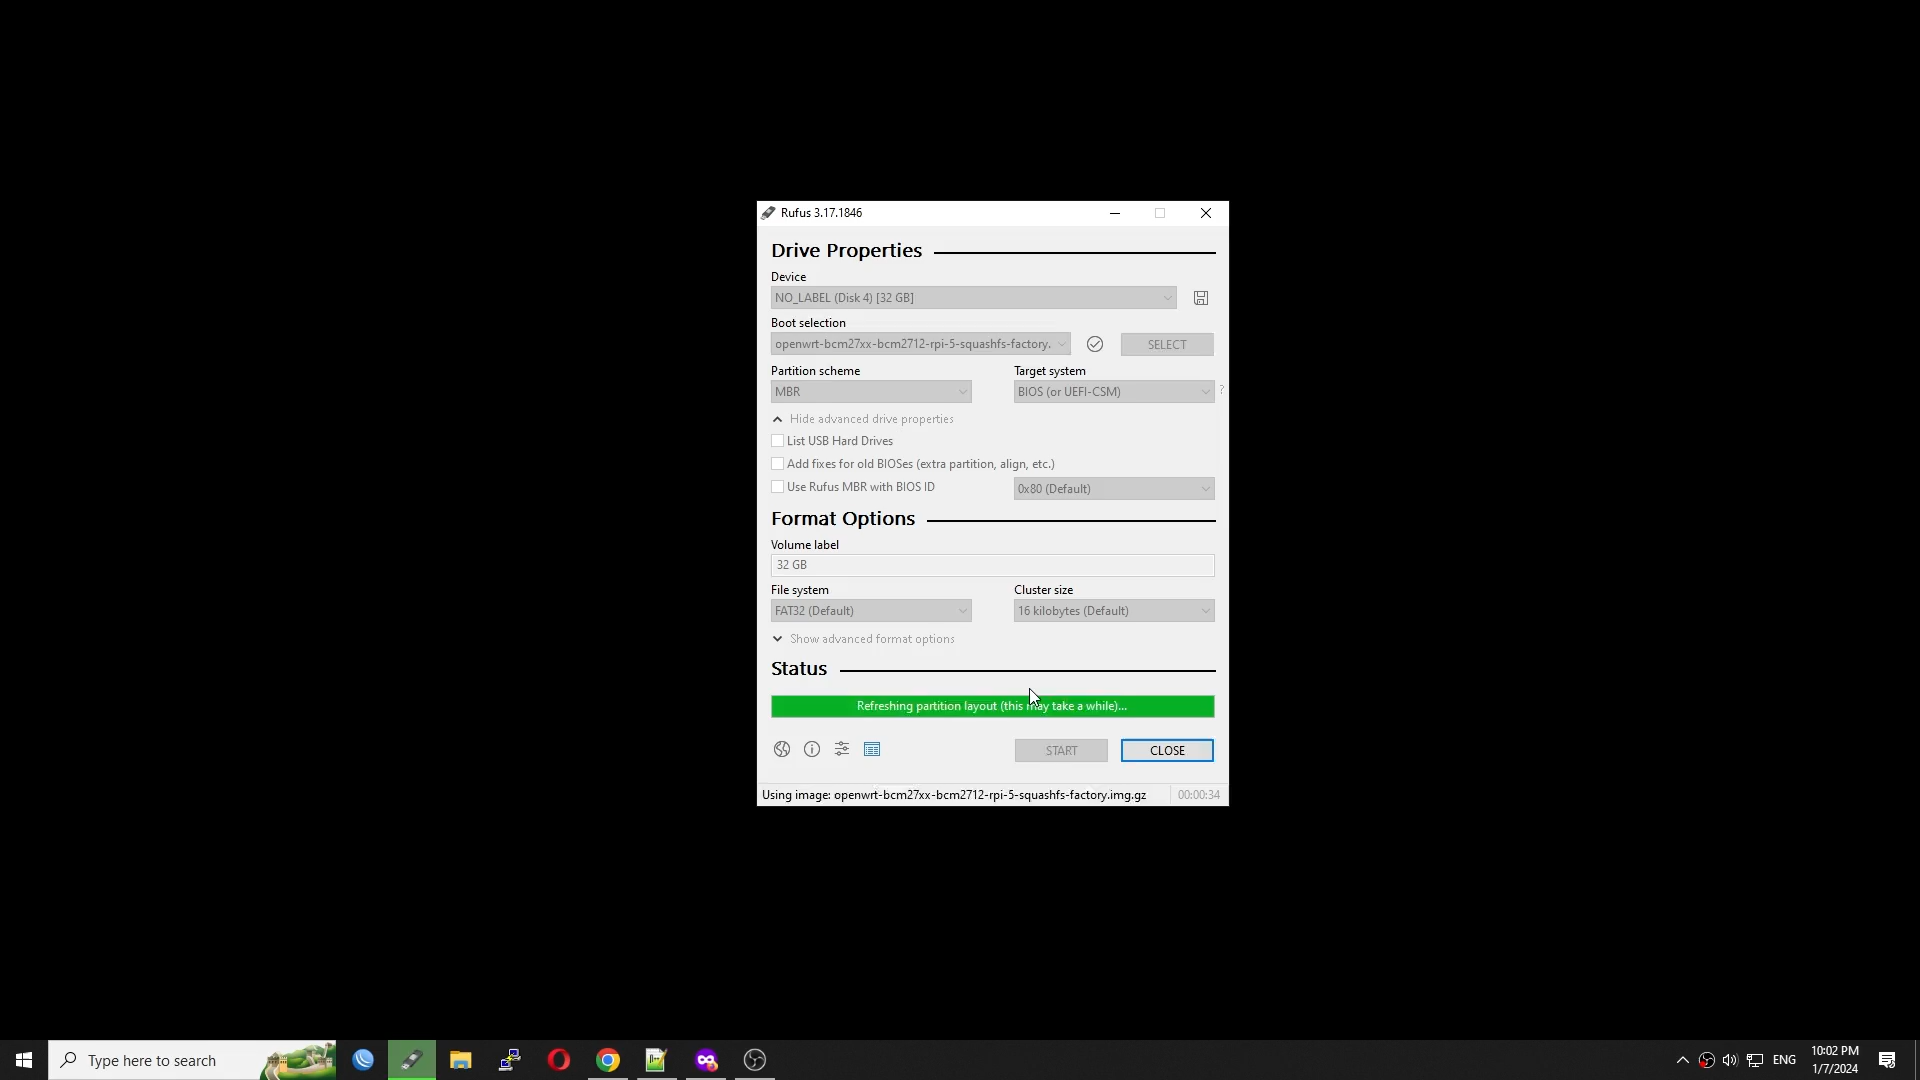 Rufus 3.17.1846
Drive Properties
Device
NO_LABEL (Disk 4) [32 GB]
Boot selection
openwrt-bcm27xx-bcm2712-rpi-5-squashfs-factory.
SELECT
Partition scheme
Target system
MBR
BIOS (or UEFI-CSM)
?
Hide advanced drive properties
List USB Hard Drives
Add fixes for old BIOSes (extra partition, align, etc.)
Use Rufus MBR with BIOS ID
0x80 (Default)
Format Options
Volume label
32 GB
File system
Cluster size
FAT32 (Default)
16 kilobytes (Default)
Show advanced format options
Status
Refreshing partition layout (this may take a while)...
START
CLOSE
Using image: openwrt-bcm27xx-bcm2712-rpi-5-squashfs-factory.img.gz
00:00:34
Type here to search
ENG
10:02 PM
1/7/2024